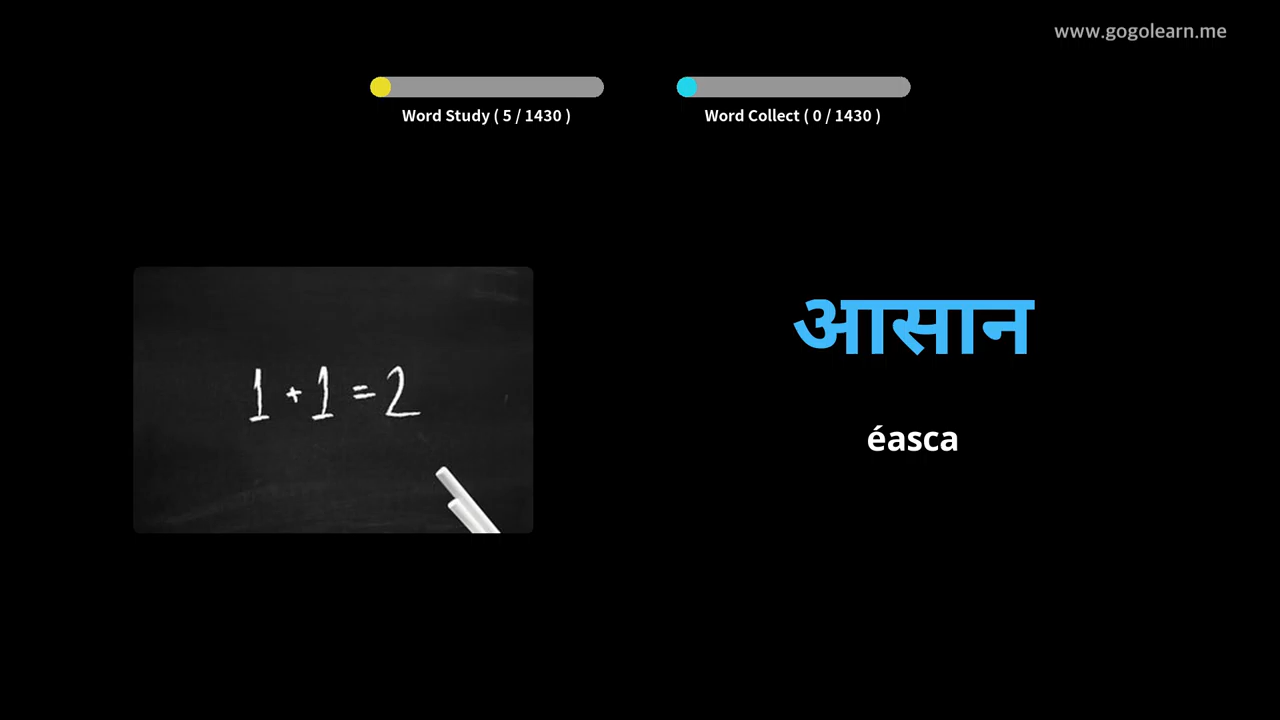 www.gogolearn.me
Word Study ( 5 / 1430 )
Word Collect ( 0 / 1430 )
1 + 1 = 2
आसान
éasca